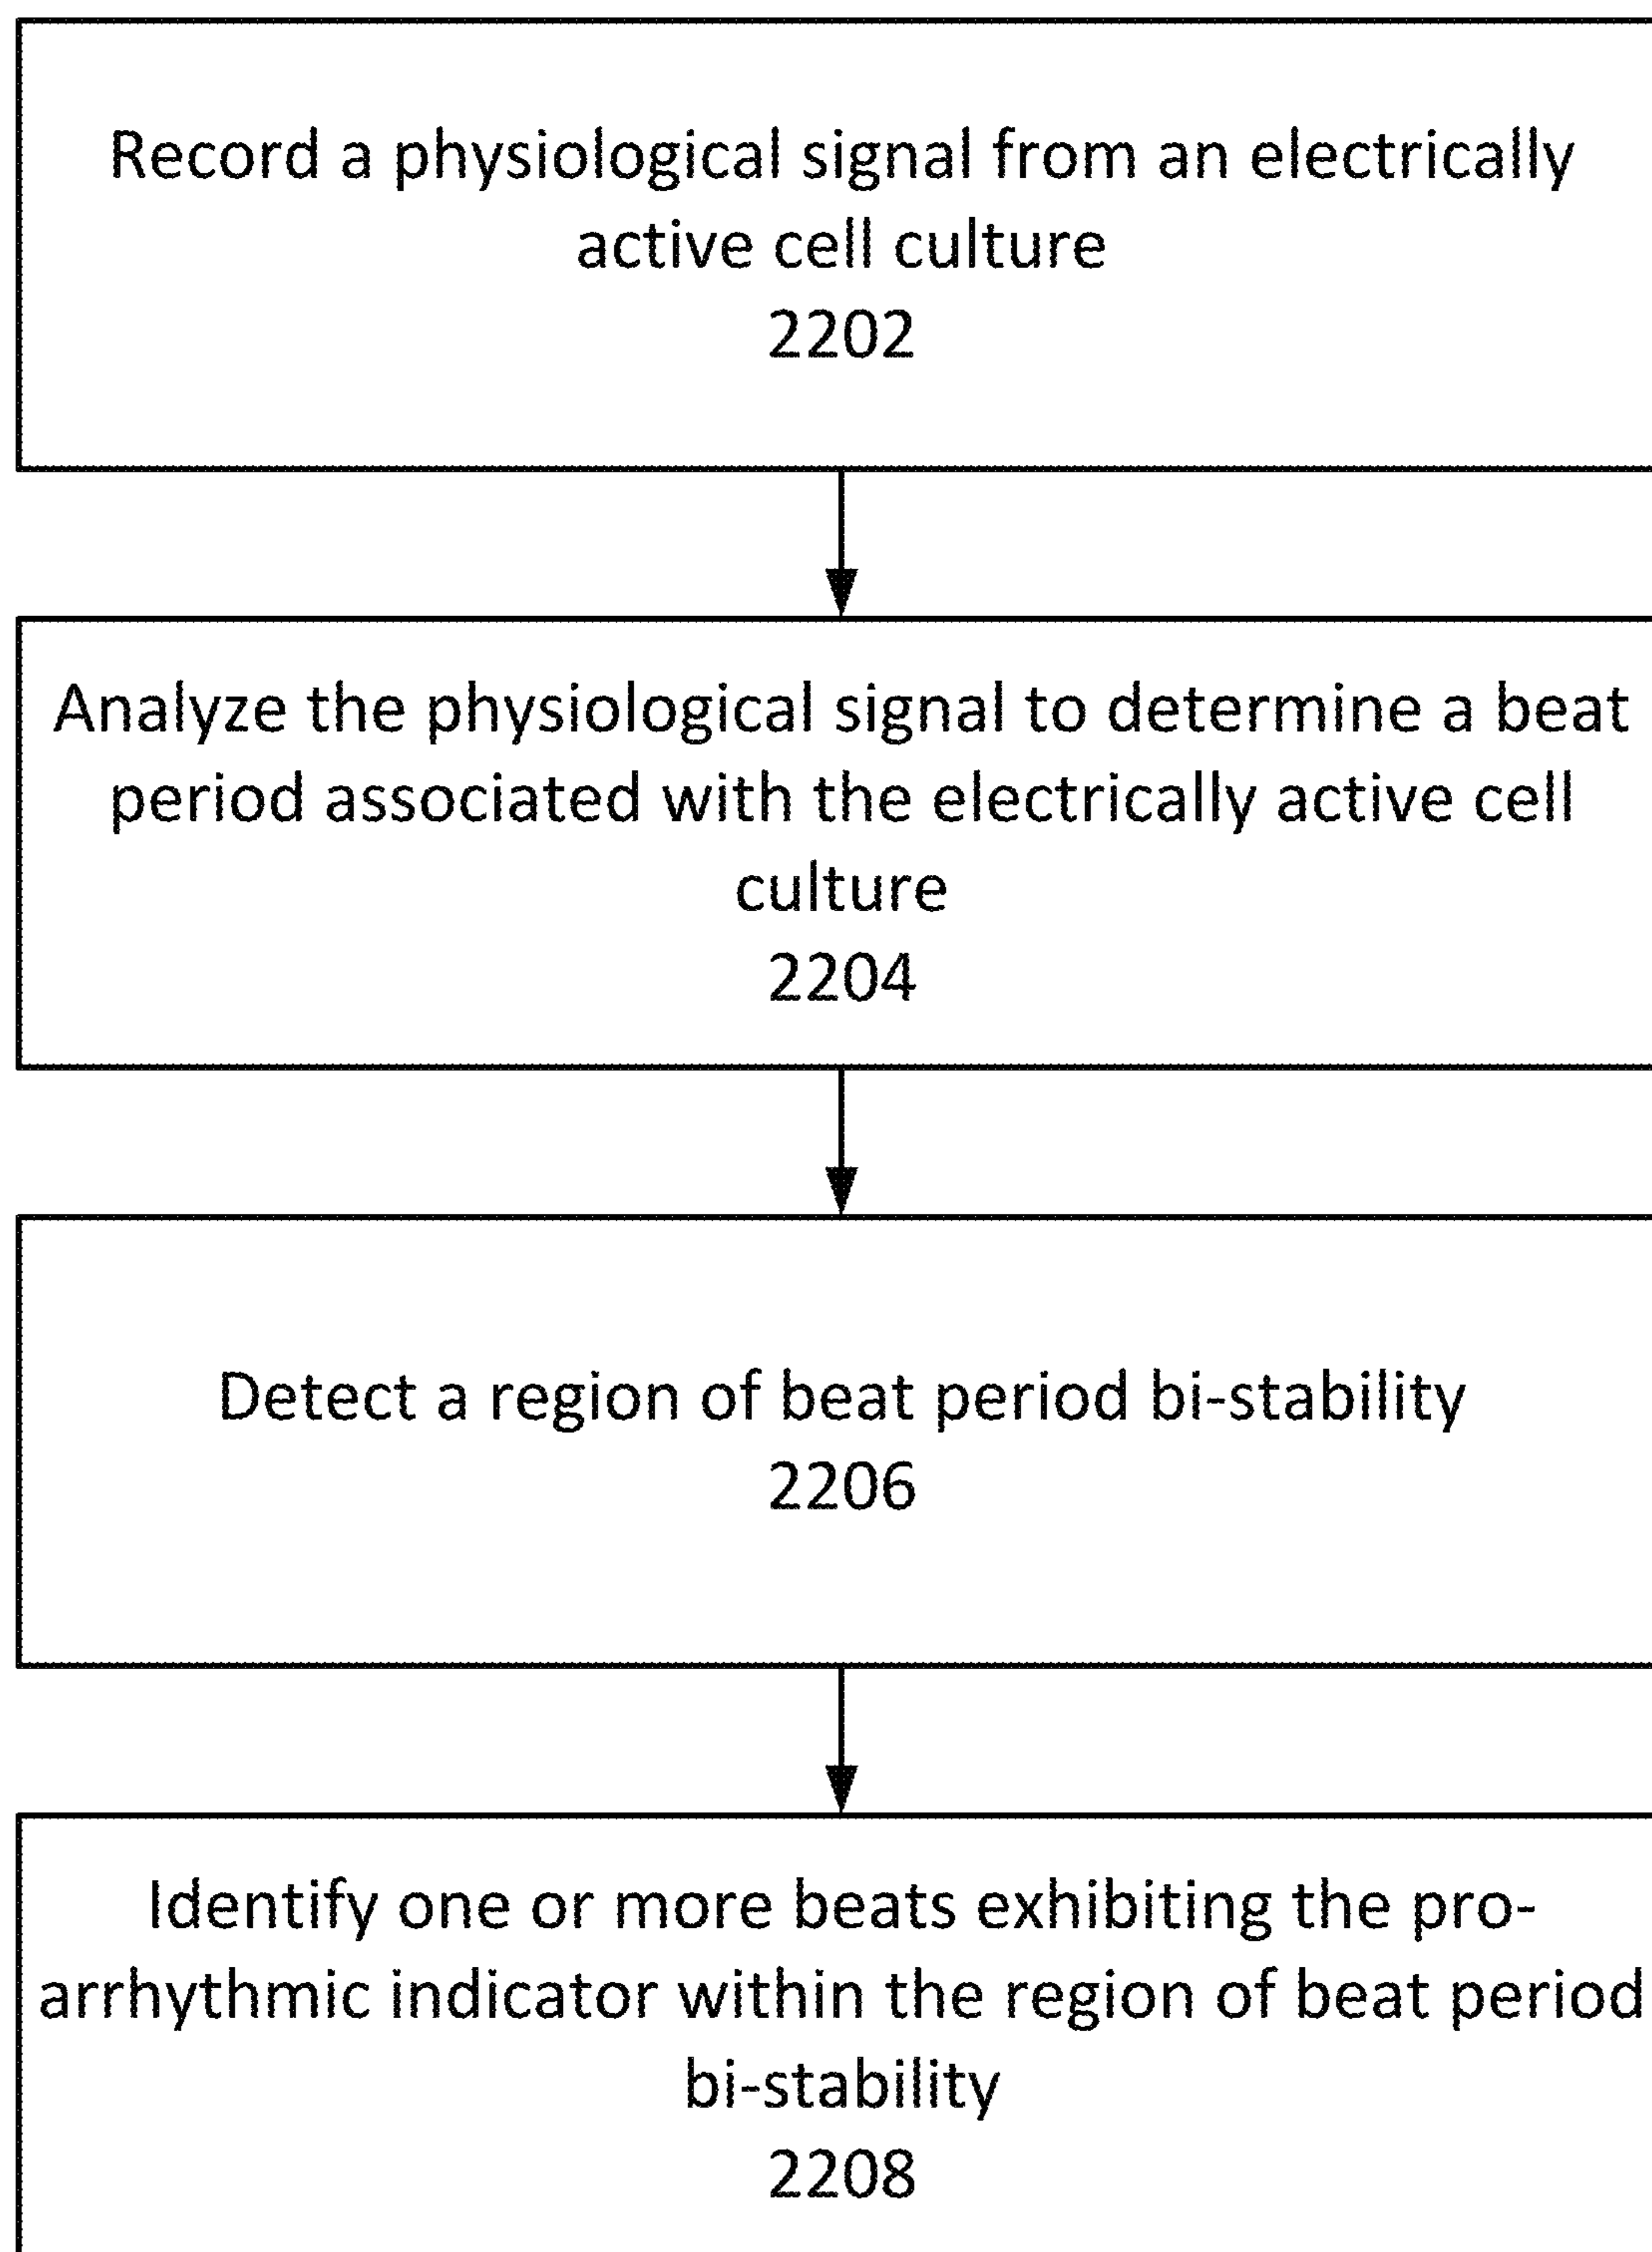 Record a physiological signal from an electrically
active cell culture
2202
Analyze the physiological signal to determine a beat
period associated with the electrically active cell
culture
2204
Detect a region of beat period bi-stability
2206
Identify one or more beats exhibiting the pro-
arrhythmic indicator within the region of beat period
bi-stability
2208